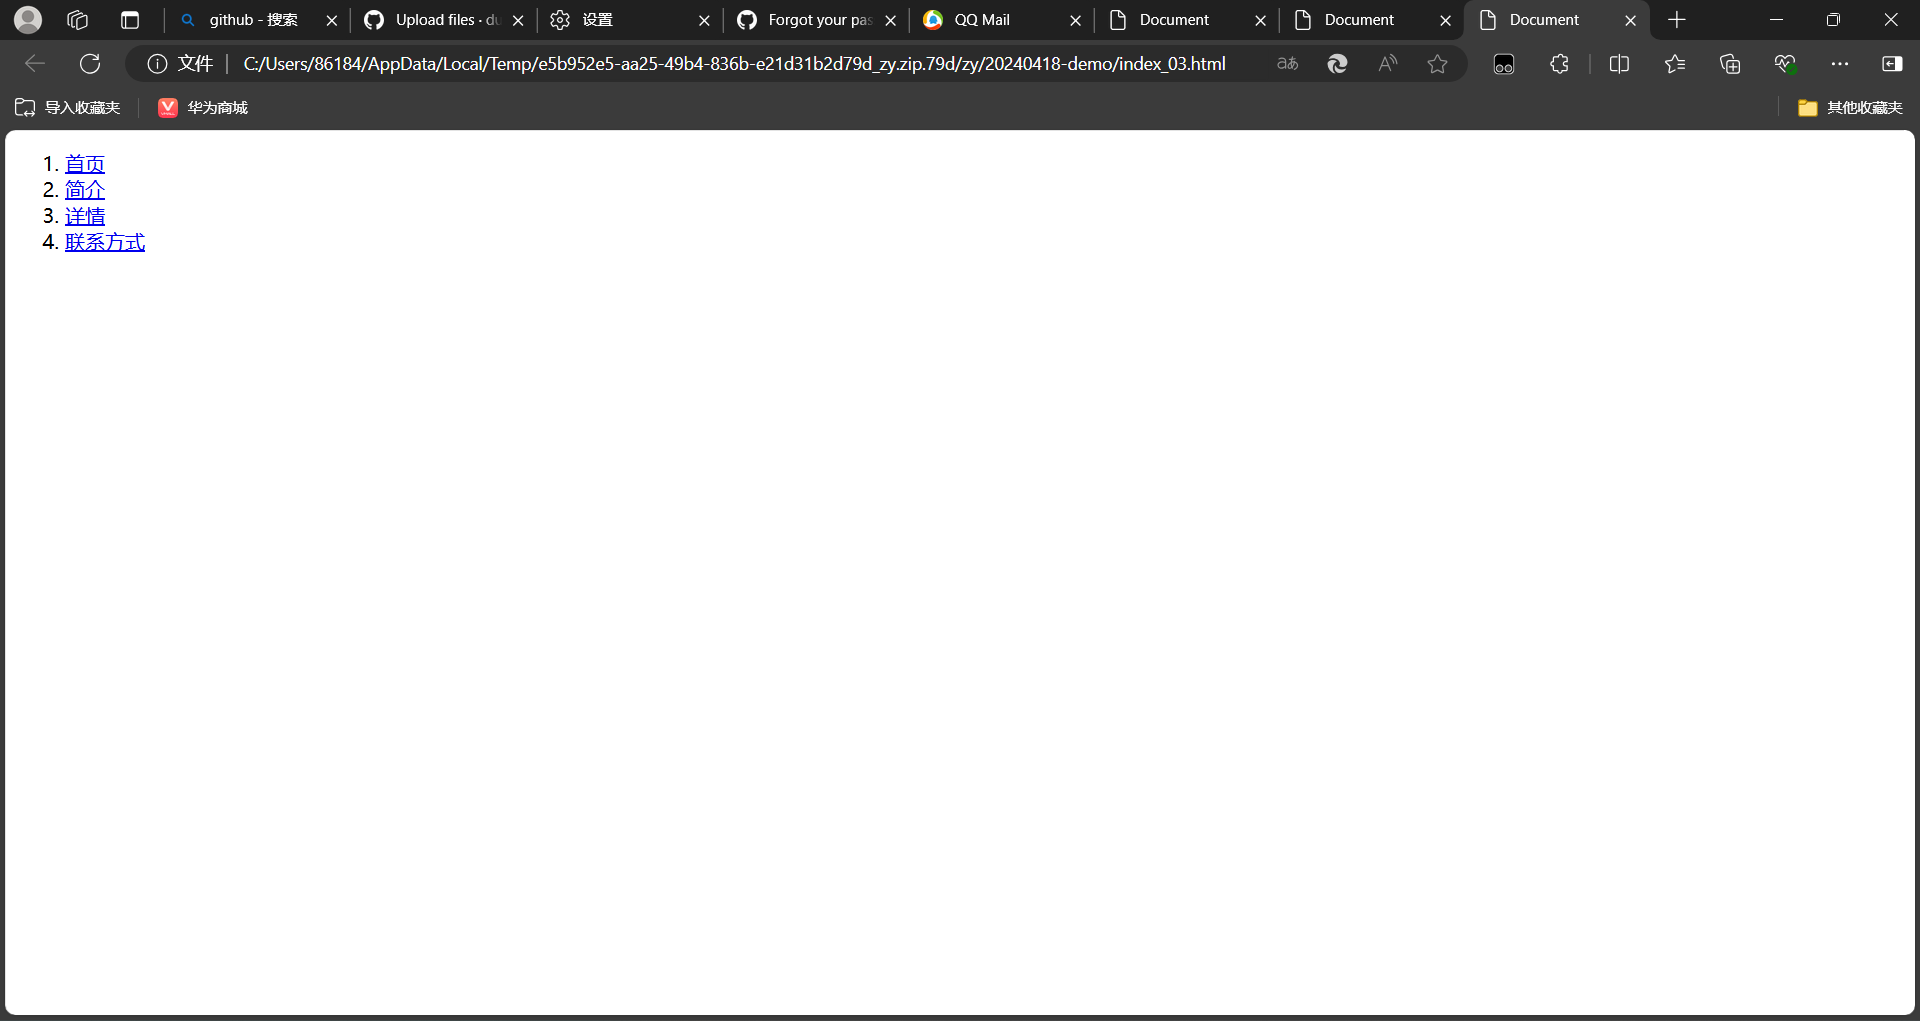 github - 搜索
Upload files · du
设置
Forgot your pas
QQ Mail
Document
Document
Document
文件
C:/Users/86184/AppData/Local/Temp/e5b952e5-aa25-49b4-836b-e21d31b2d79d_zy.zip.79d/zy/20240418-demo/index_03.html
aあ
A
导入收藏夹
华为商城
其他收藏夹
1. 首页
2. 简介
3. 详情
4. 联系方式